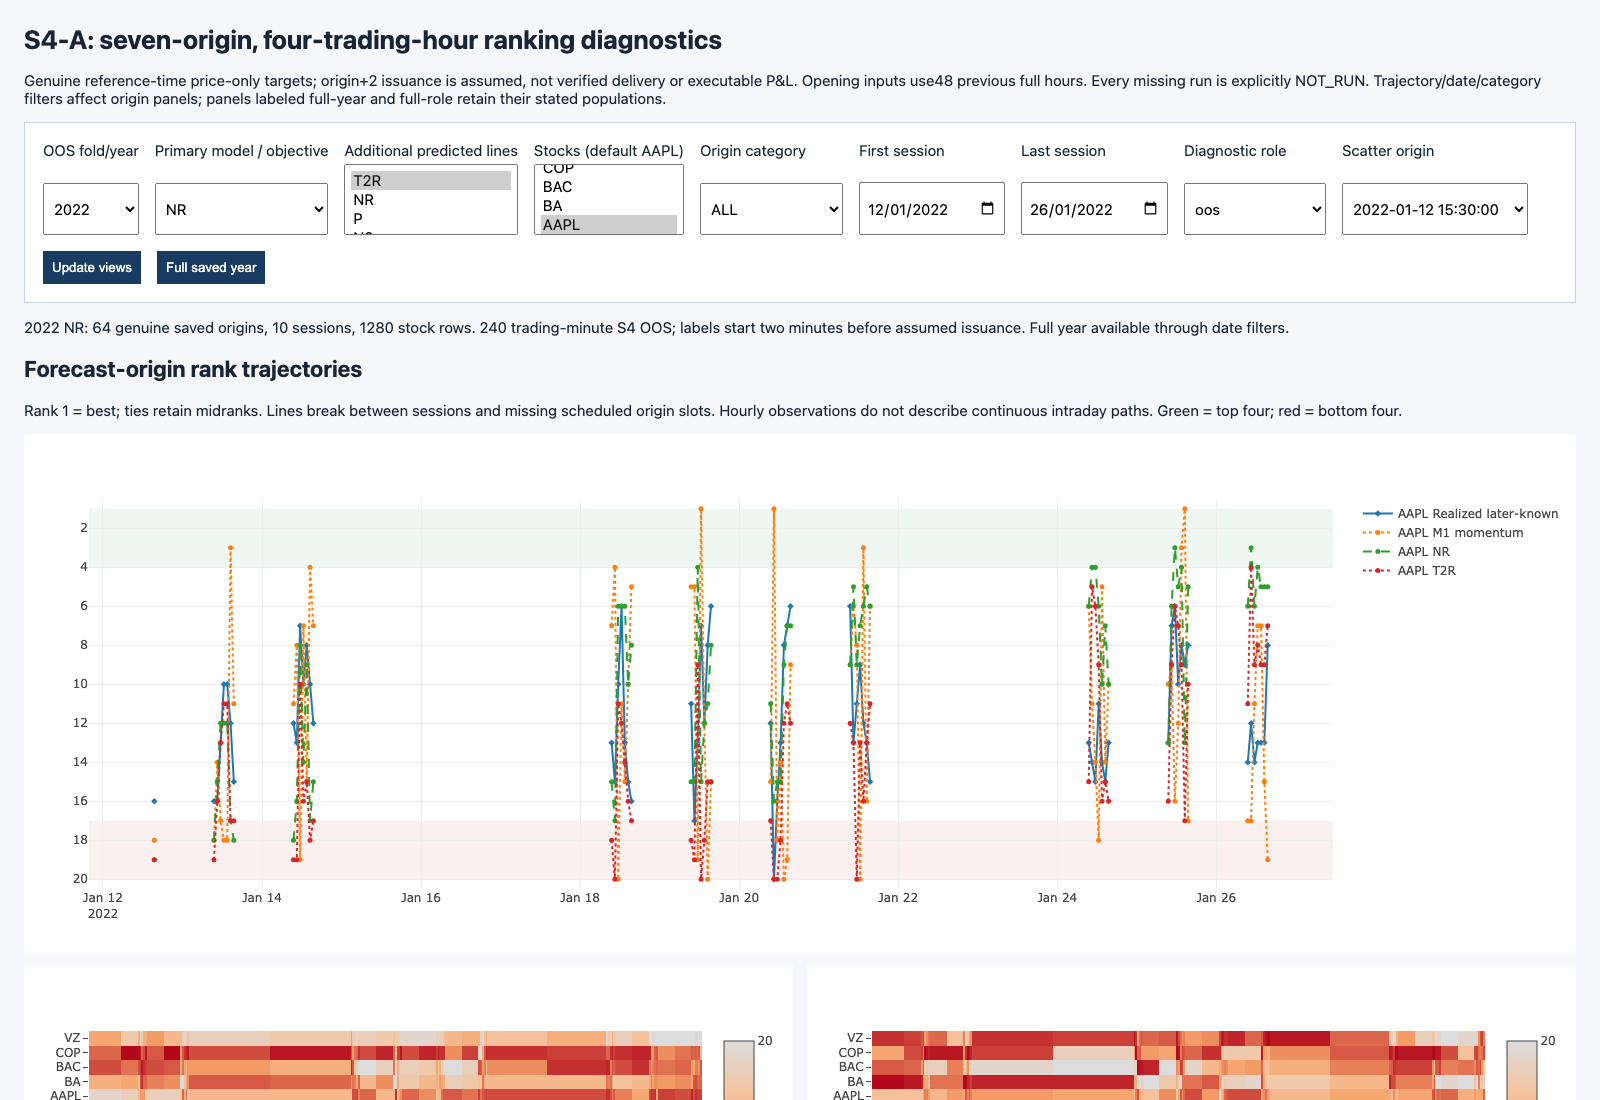 S4-A: seven-origin, four-trading-hour ranking diagnostics
Genuine reference-time price-only targets; origin+2 issuance is assumed, not verified delivery or executable P&L. Opening inputs use48 previous full hours. Every missing run is explicitly NOT_RUN. Trajectory/date/category
filters affect origin panels; panels labeled full-year and full-role retain their stated populations.
OOS fold/year Primary model / objective Additional predicted lines Stocks (default AAPL) Origin category First session Last session Diagnostic role Scatter origin
2022 NR ALL 12/01/2022 26/01/2022 oos 2022-01-12 15:30:00
T2R
NR
P
COP
BAC
BA
AAPL
Update views Full saved year
2022 NR: 64 genuine saved origins, 10 sessions, 1280 stock rows. 240 trading-minute S4 OOS; labels start two minutes before assumed issuance. Full year available through date filters.
Forecast-origin rank trajectories
Rank 1 = best; ties retain midranks. Lines break between sessions and missing scheduled origin slots. Hourly observations do not describe continuous intraday paths. Green = top four; red = bottom four.
2
4
6
8
10
12
14
16
18
20
Jan 12 Jan 14 Jan 16 Jan 18 Jan 20 Jan 22 Jan 24 Jan 26
2022
AAPL Realized later-known
AAPL M1 momentum
AAPL NR
AAPL T2R
VZ
COP
BAC
BA
AAPL
20
VZ
COP
BAC
BA
AAPL
20